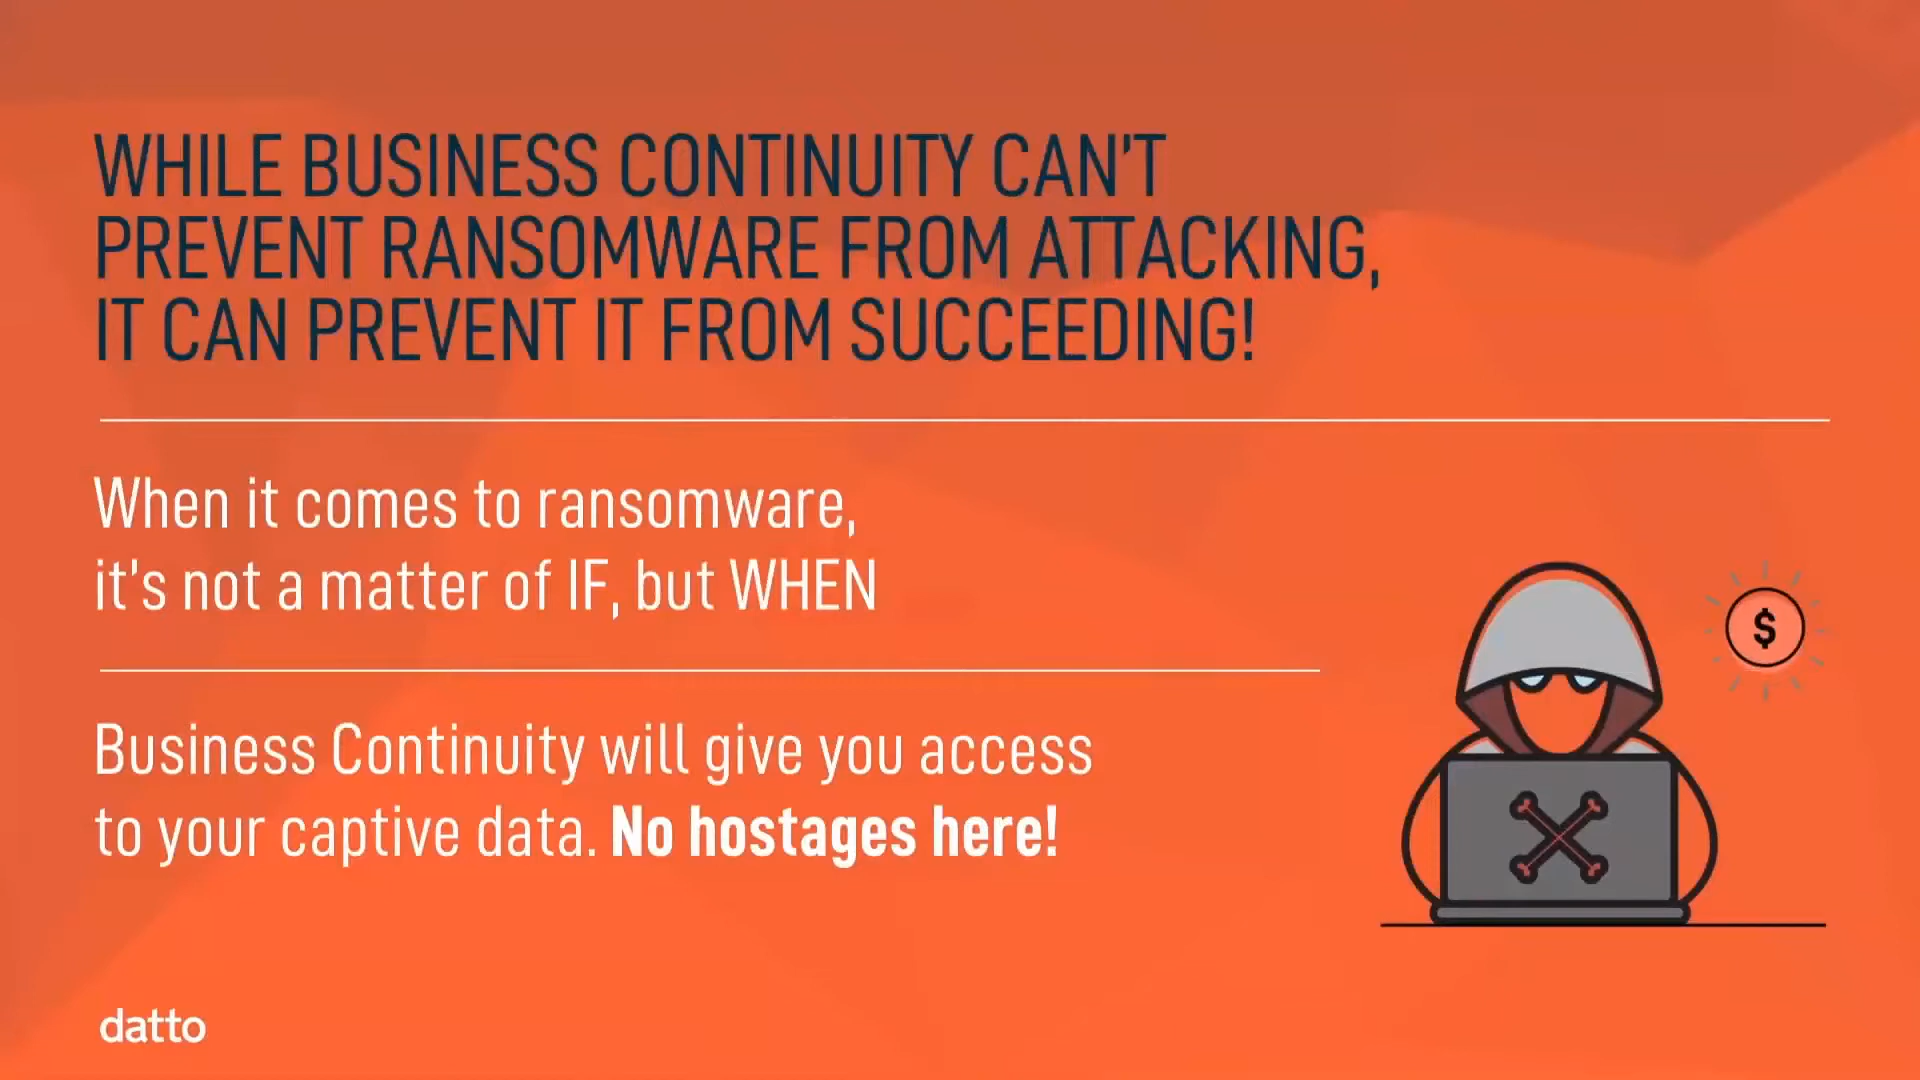 WHILE BUSINESS CONTINUITY CAN'T
PREVENT RANSOMWARE FROM ATTACKING,
IT CAN PREVENT IT FROM SUCCEEDING!
When it comes to ransomware,
it's not a matter of IF, but WHEN
$
Business Continuity will give you access
to your captive data. No hostages here!
datto